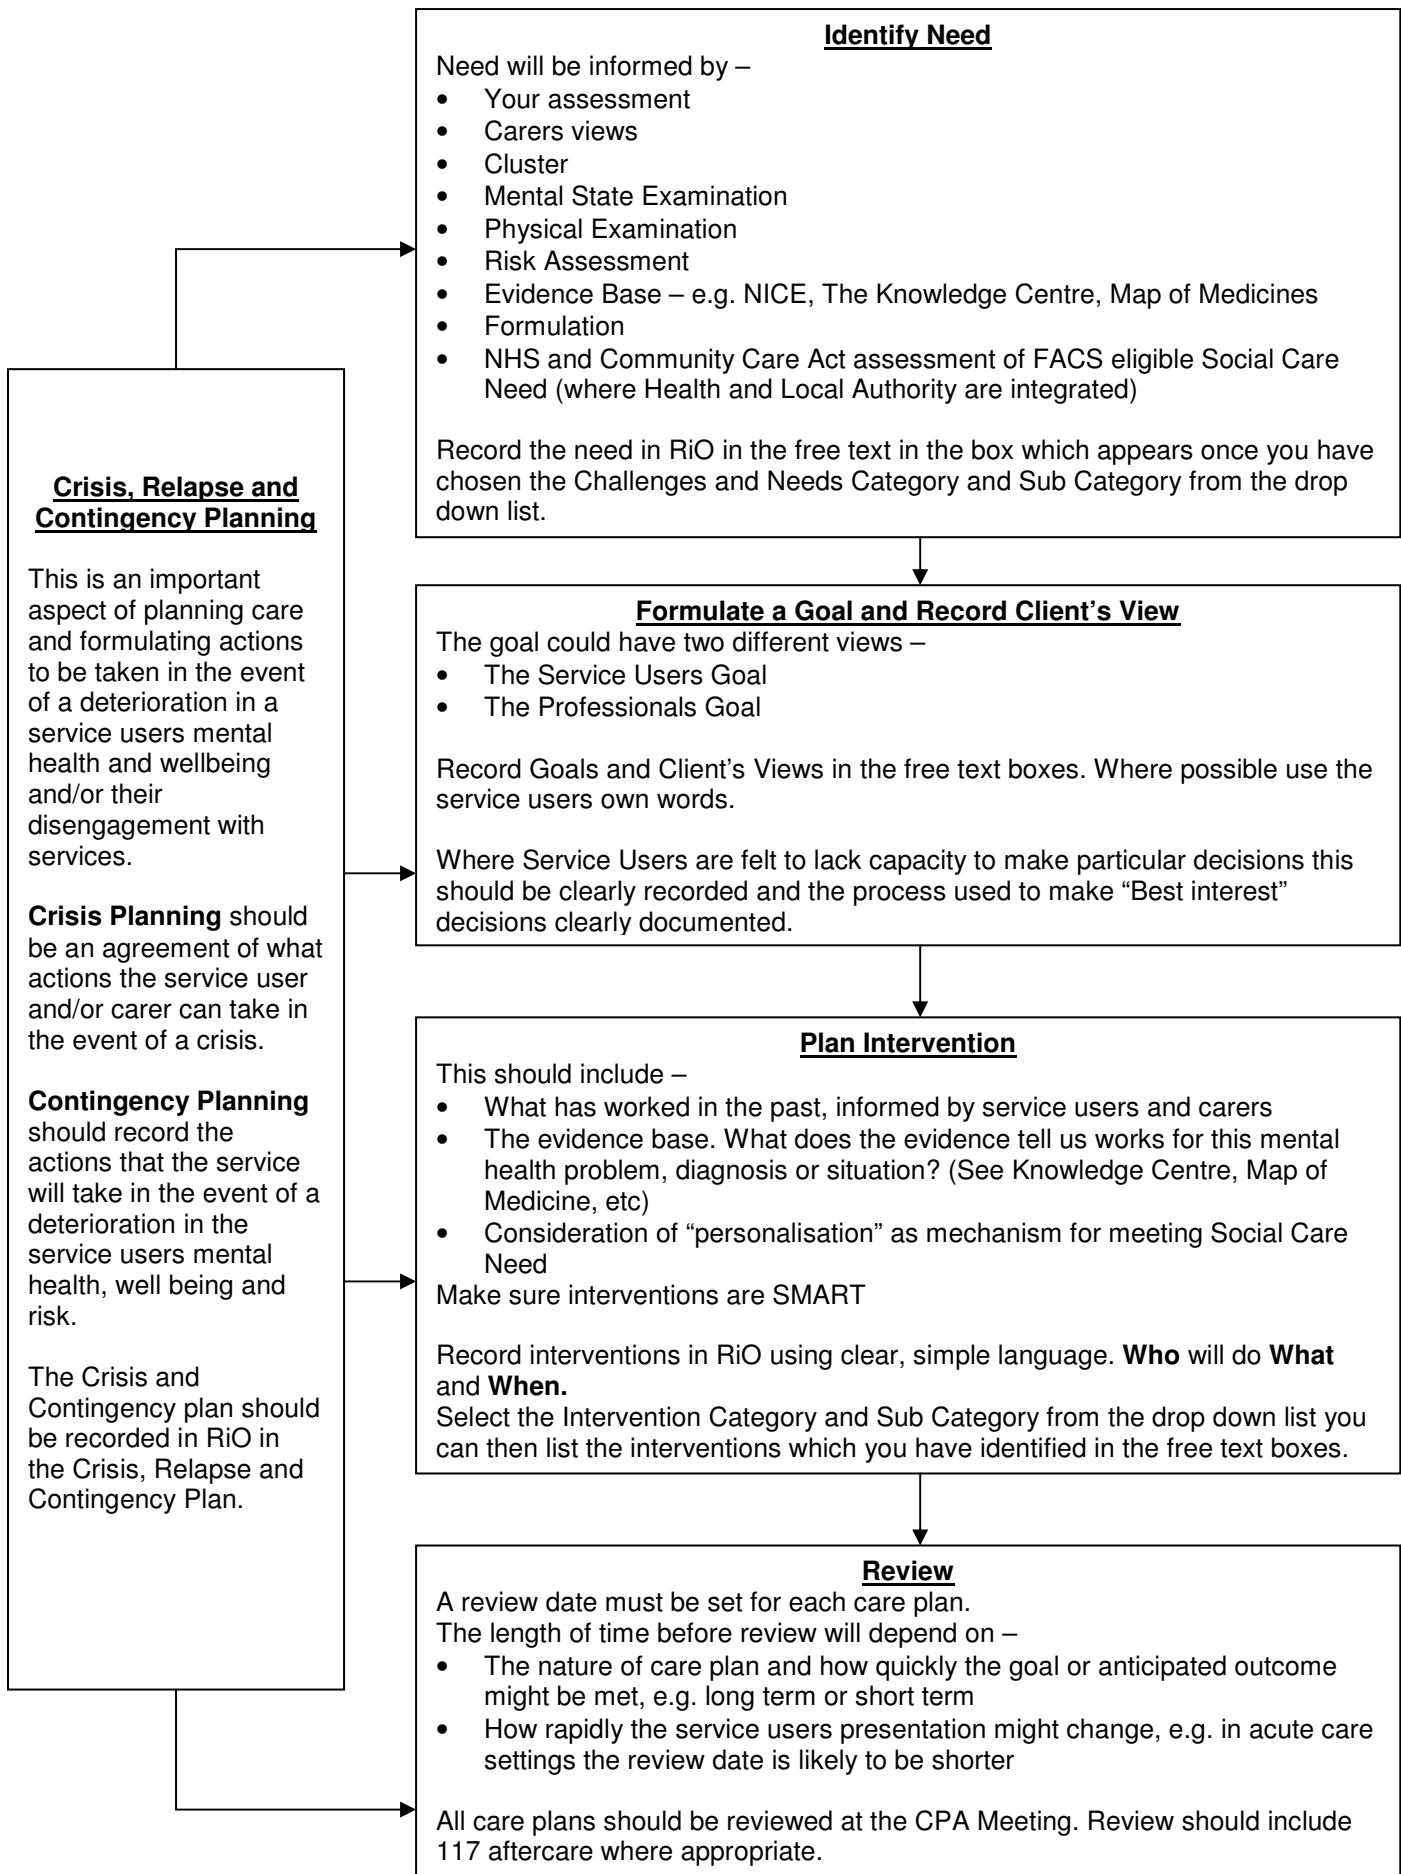 Identify Need
Need will be informed by –
• Your assessment
• Carers views
• Cluster
• Mental State Examination
• Physical Examination
• Risk Assessment
• Evidence Base – e.g. NICE, The Knowledge Centre, Map of Medicines
• Formulation
• NHS and Community Care Act assessment of FACS eligible Social Care
Need (where Health and Local Authority are integrated)
Record the need in RiO in the free text in the box which appears once you have
chosen the Challenges and Needs Category and Sub Category from the drop
down list.
Crisis, Relapse and
Contingency Planning
This is an important
aspect of planning care
and formulating actions
to be taken in the event
of a deterioration in a
service users mental
health and wellbeing
and/or their
disengagement with
services.
Crisis Planning should
be an agreement of what
actions the service user
and/or carer can take in
the event of a crisis.
Contingency Planning
should record the
actions that the service
will take in the event of a
deterioration in the
service users mental
health, well being and
risk.
The Crisis and
Contingency plan should
be recorded in RiO in
the Crisis, Relapse and
Contingency Plan.
Formulate a Goal and Record Client’s View
The goal could have two different views –
• The Service Users Goal
• The Professionals Goal
Record Goals and Client’s Views in the free text boxes. Where possible use the
service users own words.
Where Service Users are felt to lack capacity to make particular decisions this
should be clearly recorded and the process used to make “Best interest”
decisions clearly documented.
Plan Intervention
This should include –
• What has worked in the past, informed by service users and carers
• The evidence base. What does the evidence tell us works for this mental
health problem, diagnosis or situation? (See Knowledge Centre, Map of
Medicine, etc)
• Consideration of “personalisation” as mechanism for meeting Social Care
Need
Make sure interventions are SMART
Record interventions in RiO using clear, simple language. Who will do What
and When.
Select the Intervention Category and Sub Category from the drop down list you
can then list the interventions which you have identified in the free text boxes.
Review
A review date must be set for each care plan.
The length of time before review will depend on –
• The nature of care plan and how quickly the goal or anticipated outcome
might be met, e.g. long term or short term
• How rapidly the service users presentation might change, e.g. in acute care
settings the review date is likely to be shorter
All care plans should be reviewed at the CPA Meeting. Review should include
117 aftercare where appropriate.